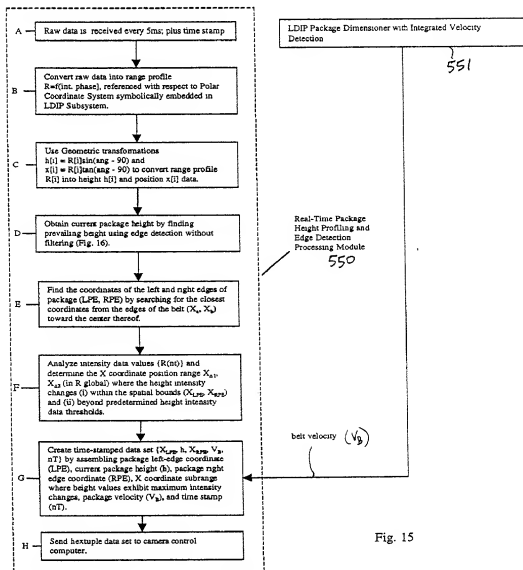 A
Raw data is received every 5ms; plus time stamp
B
Convert raw data into range profile
R=f(int. phase), referenced with respect to Polar
Coordinate System symbolically embedded in
LDIP Subsystem.
C
Use Geometric transformations
h[i] = R[i]sin(ang - 90) and
x[i] = R[i]tan(ang - 90) to convert range profile
R[i] into height h[i] and position x[i] data.
D
Obtain current package height by finding
prevailing height using edge detection without
filtering (Fig. 16).
E
Find the coordinates of the left and right edges of
package (LPE, RPE) by searching for the closest
coordinates from the edges of the belt (Xa, Xb)
toward the center thereof.
F
Analyze intensity data values {R(nt)} and
determine the X coordinate position range Xn1,
Xn2 (in R global) where the height intensity
changes (i) within the spatial bounds (XLPE, XRPE)
and (ii) beyond predetermined height intensity
data thresholds.
G
Create time-stamped data set {XLPE, h, XRPE, VB,
nT} by assembling package left-edge coordinate
(LPE), current package height (h), package right
edge coordinate (RPE), X coordinate subrange
where height values exhibit maximum intensity
changes, package velocity (VB), and time stamp
(nT).
H
Send hextuple data set to camera control
computer.
LDIP Package Dimensioner with Integrated Velocity
Detection
551
Real-Time Package
Height Profiling and
Edge Detection
Processing Module
550
belt velocity (VB)
Fig. 15